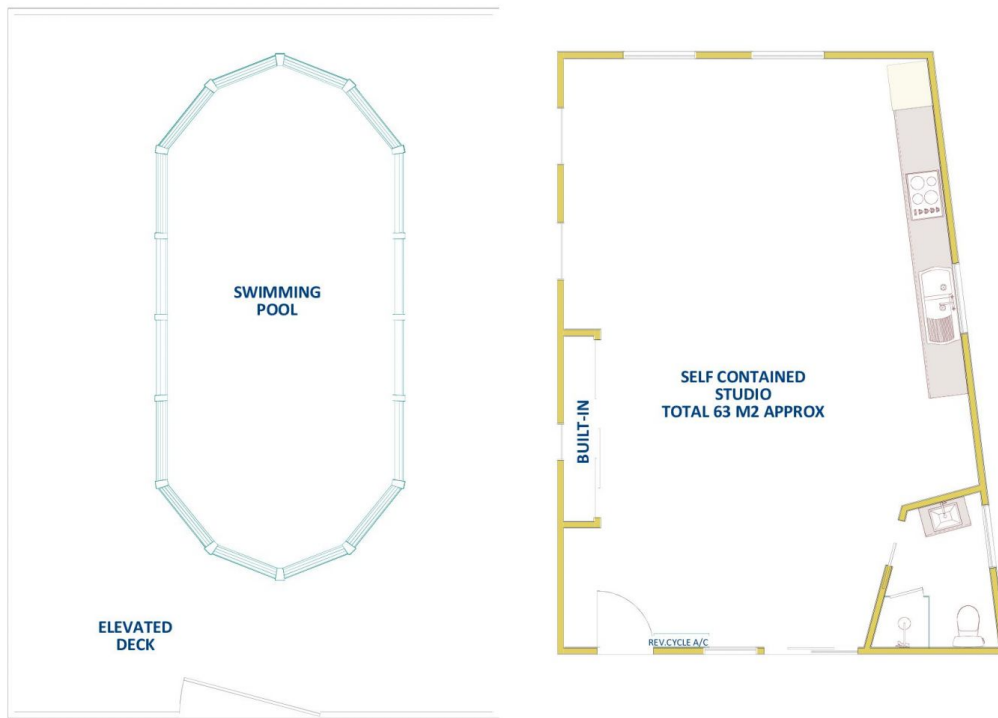 SWIMMING
POOL
ELEVATED
DECK
SELF CONTAINED
STUDIO
TOTAL 63 M2 APPROX
BUILT-IN
REV.CYCLE A/C